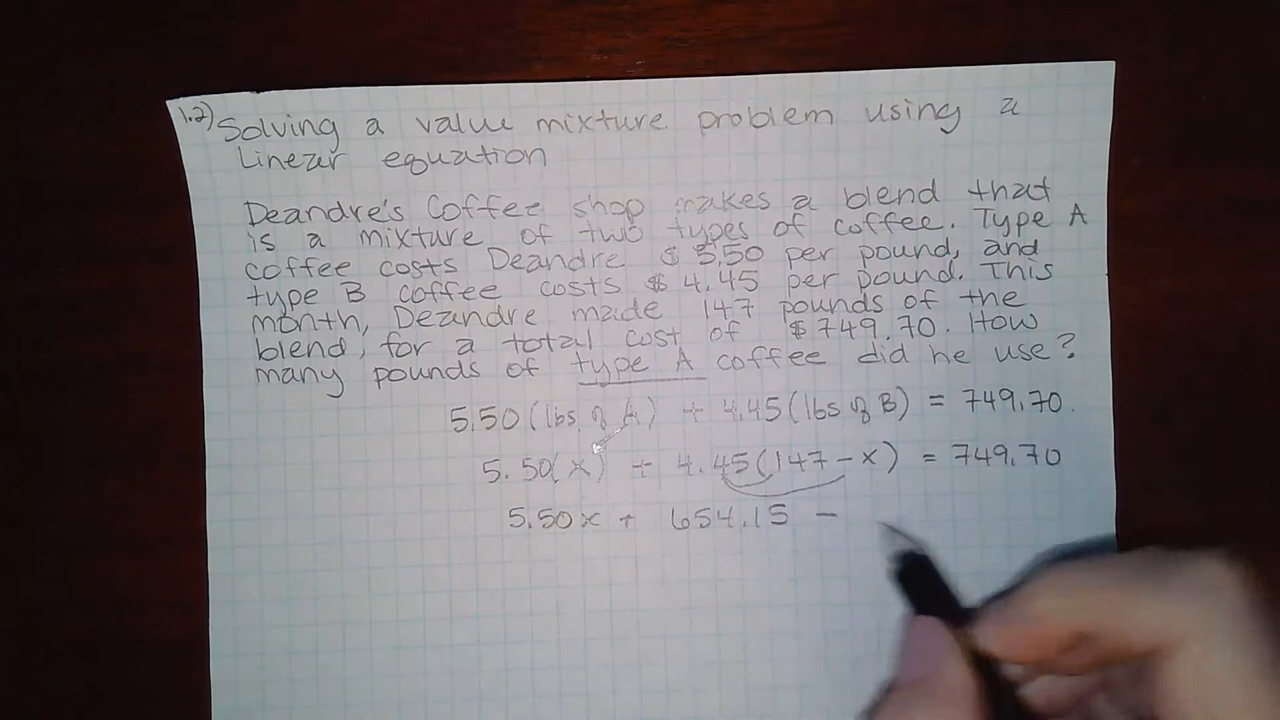 1.2) Solving a value mixture problem using a
linear equation
Deandre's Coffee shop makes a blend that
is a mixture of two types of coffee. Type A
coffee costs Deandre $5.50 per pound, and
type B coffee costs $4.45 per pound. This
month, Deandre made 147 pounds of the
blend, for a total cost of $749.70. How
many pounds of type A coffee did he use?
5.50(lbs of A) + 4.45(lbs of B) = 749.70
5.50(x) + 4.45(147-x) = 749.70
5.50x + 654.15 -